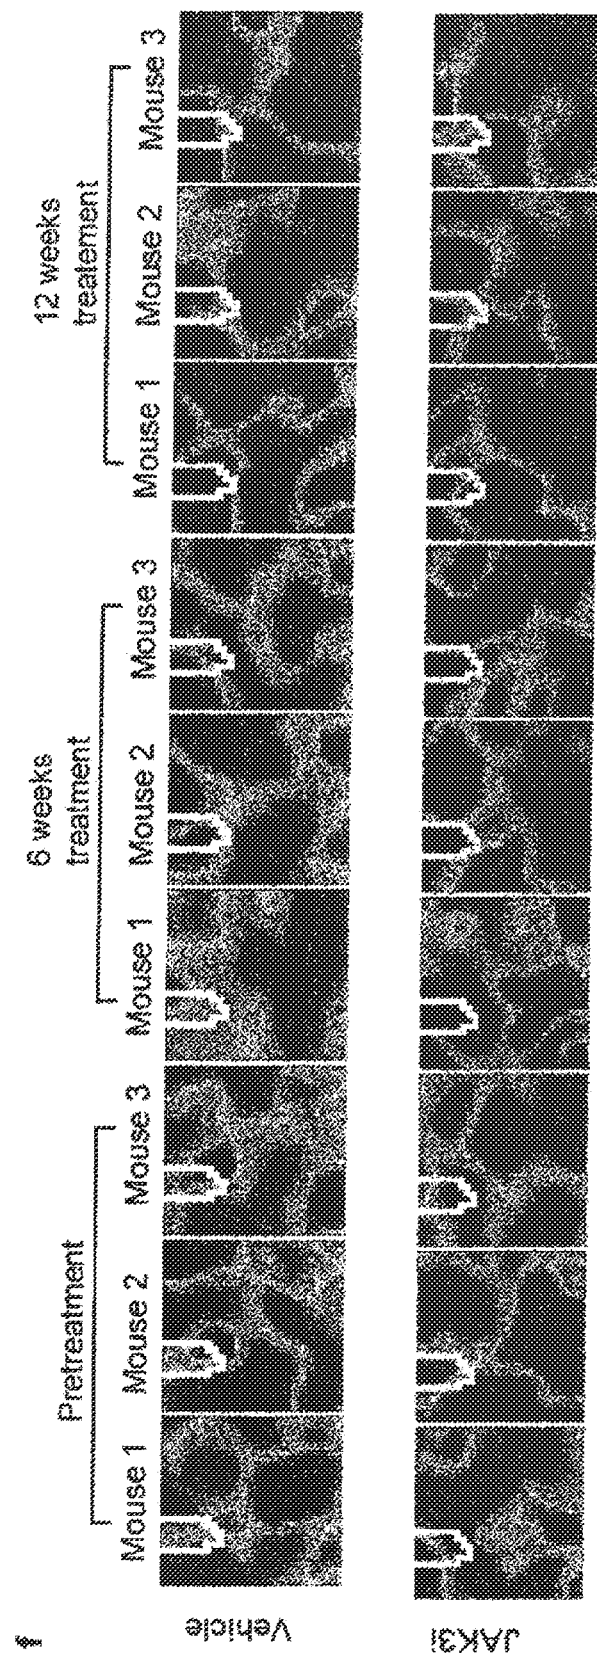 f
Pretreatment
6 weeks
treatment
12 weeks
treatement
Mouse 1 Mouse 2 Mouse 3 Mouse 1 Mouse 2 Mouse 3 Mouse 1 Mouse 2 Mouse 3
Vehicle
JAK3i